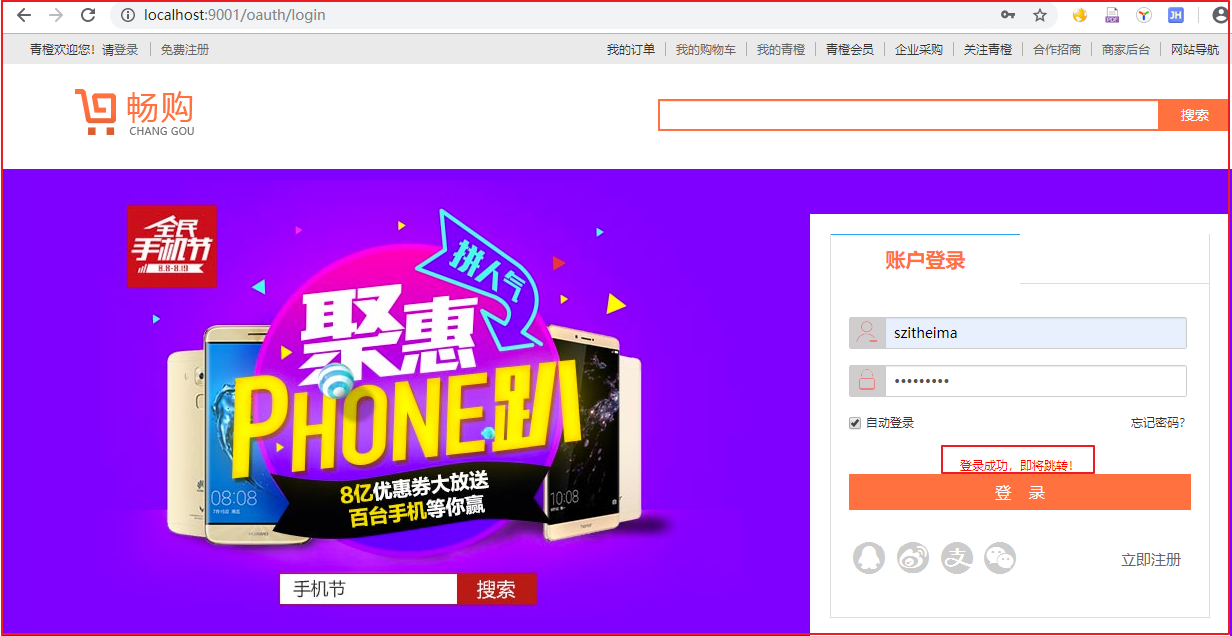 localhost:9001/oauth/login
JH
青橙欢迎您！请登录 免费注册 我的订单 我的购物车 我的青橙 青橙会员 企业采购 关注青橙 合作招商 商家后台 网站导航
畅购
CHANG GOU
搜索
全民
手机节
8.8-8.19
拼人气
聚惠
PHONE趴
8亿优惠券大放送
百台手机等你赢
08:08
10:08
HUAWEI
honor
手机节 搜索
账户登录
szitheima
•••••••••
自动登录 忘记密码?
登录成功，即将跳转!
登 录
支
立即注册